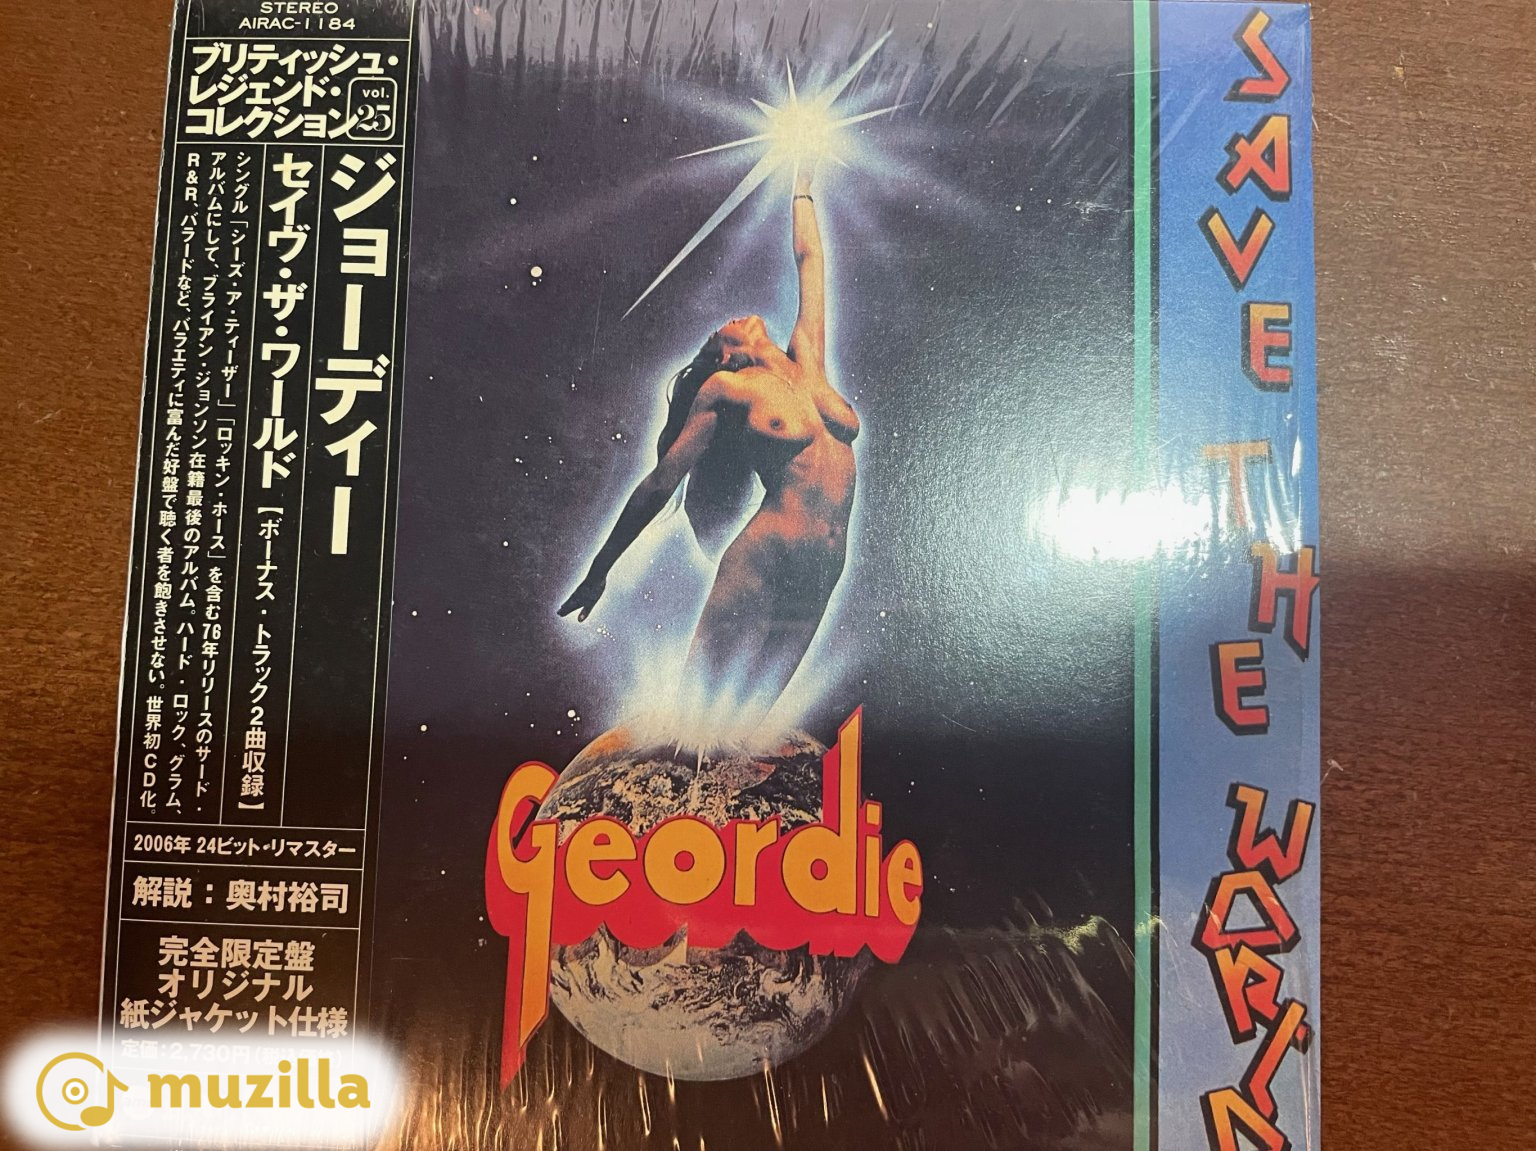 STEREO
AIRAC-1184
ブリティッシュ・
レジェンド・
コレクション
vol.
25
ジョーディー
セイヴ・ザ・ワールド【ボーナス・トラック2曲収録】
シングル「シーズ・ア・ティーザー」「ロッキン・ホース」を含む76年リリースのサード・
アルバムにして、ブライアン・ジョンソン在籍最後のアルバム。ハード・ロック、グラム、
R&R、バラードなど、バラエティに富んだ好盤で聴く者を飽きさせない。世界初CD化。
2006年 24ビット・リマスター
解説：奥村裕司
完全限定盤
オリジナル
紙ジャケット仕様
定価：2,730円
Geordie
SAVE THE WORLD
muzilla